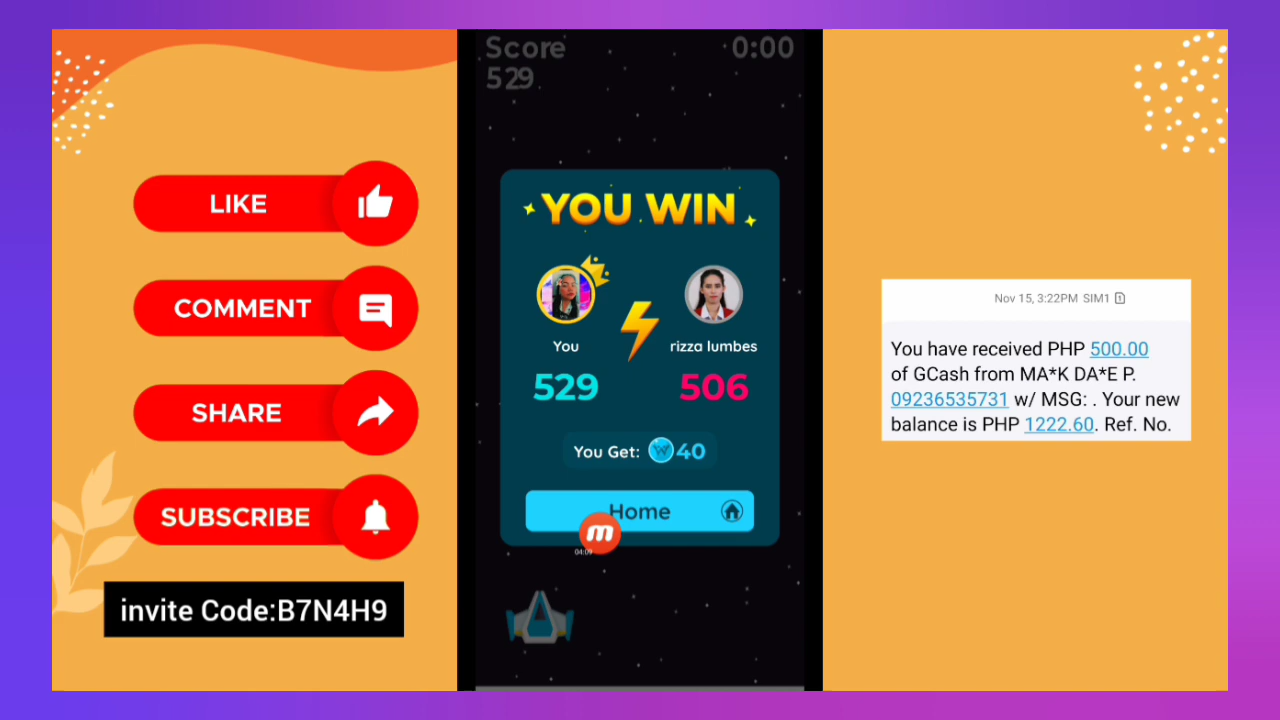 LIKE
COMMENT
SHARE
SUBSCRIBE
invite Code:B7N4H9
Score
529
0:00
YOU WIN
You
rizza lumbes
529
506
You Get: 40
Home
m
04:09
Nov 15, 3:22PM SIM1 1
You have received PHP 500.00
of GCash from MA*K DA*E P.
09236535731 w/ MSG: . Your new
balance is PHP 1222.60. Ref. No.